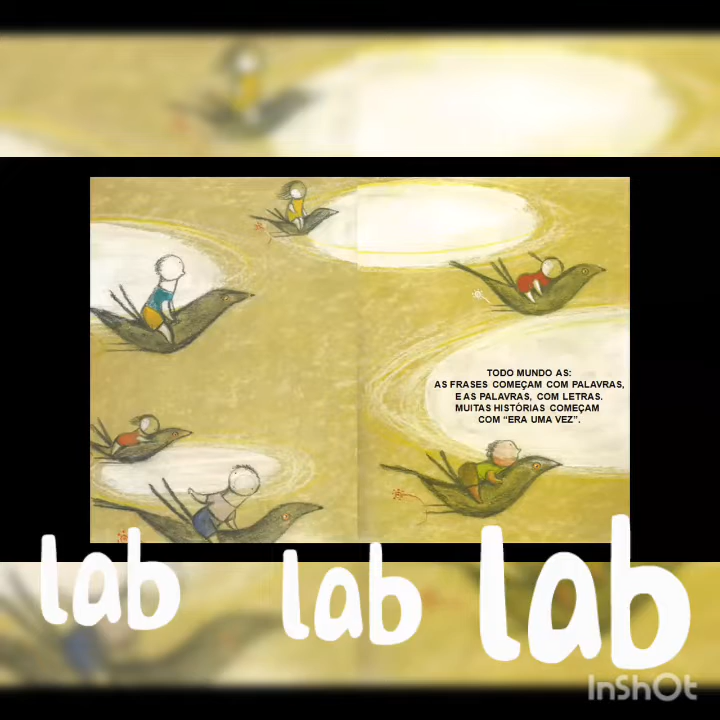 TODO MUNDO AS:
AS FRASES COMEÇAM COM PALAVRAS,
E AS PALAVRAS, COM LETRAS.
MUITAS HISTÓRIAS COMEÇAM
COM “ERA UMA VEZ”.
lab lab lab
InShOt